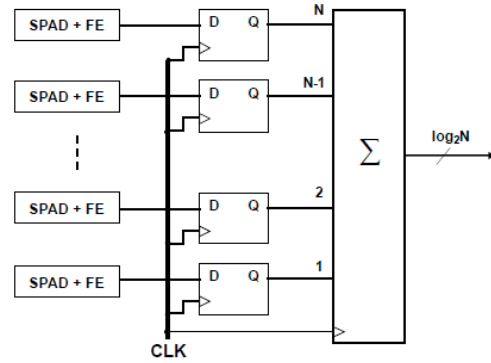 SPAD + FE
D Q
N
SPAD + FE
D Q
N-1
∑
log₂N
SPAD + FE
D Q
2
SPAD + FE
D Q
1
CLK